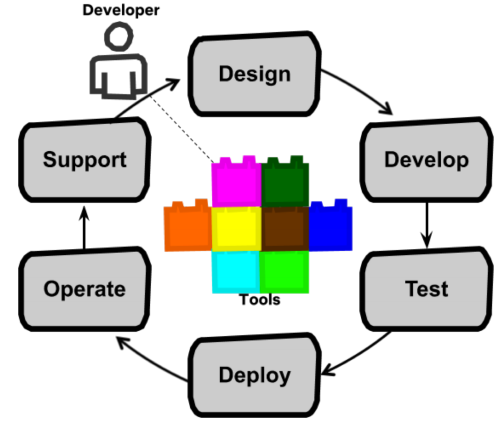 Developer
Design
Support
Develop
Operate
Tools
Test
Deploy